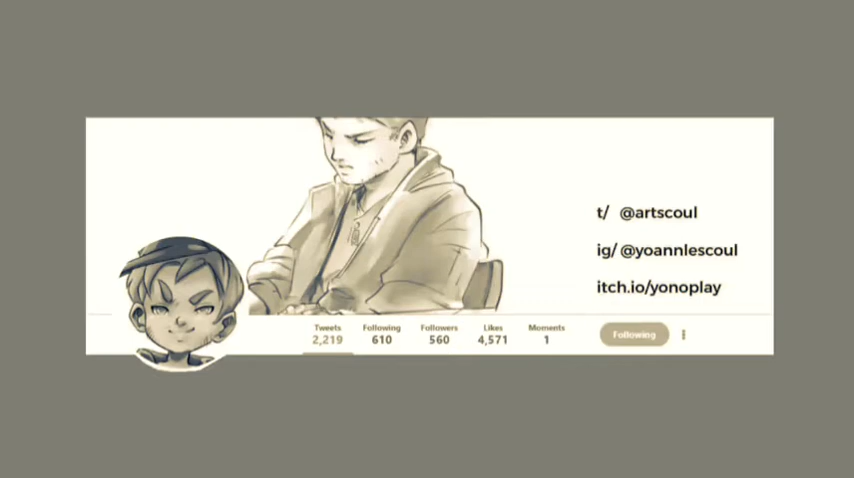 t/ @artscoul
ig/ @yoannlescoul
itch.io/yonoplay
Tweets Following Followers Likes Moments
2,219 610 560 4,571 1
Following